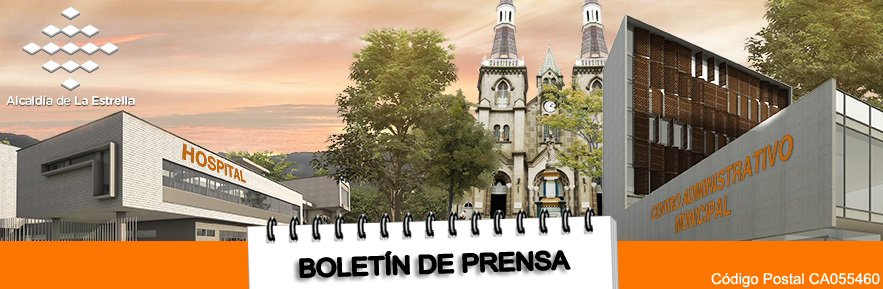 Alcaldía de La Estrella
HOSPITAL
CENTRO ADMINISTRATIVO
MUNICIPAL
BOLETÍN DE PRENSA
Código Postal CA055460